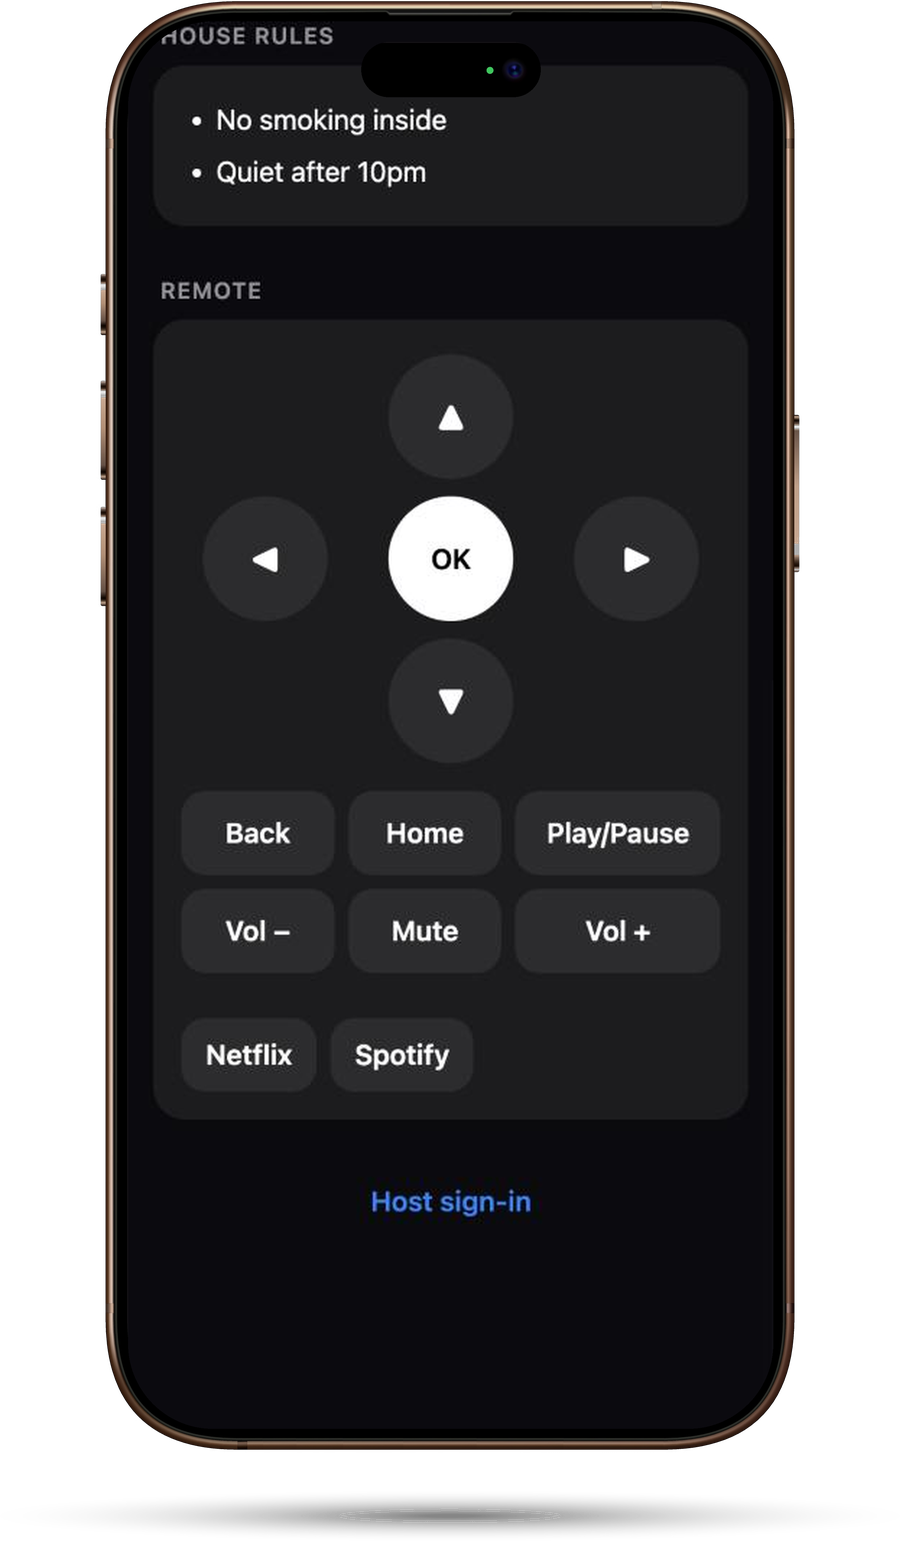 HOUSE RULES
• No smoking inside
• Quiet after 10pm
REMOTE
OK
Back Home Play/Pause
Vol – Mute Vol +
Netflix Spotify
Host sign-in